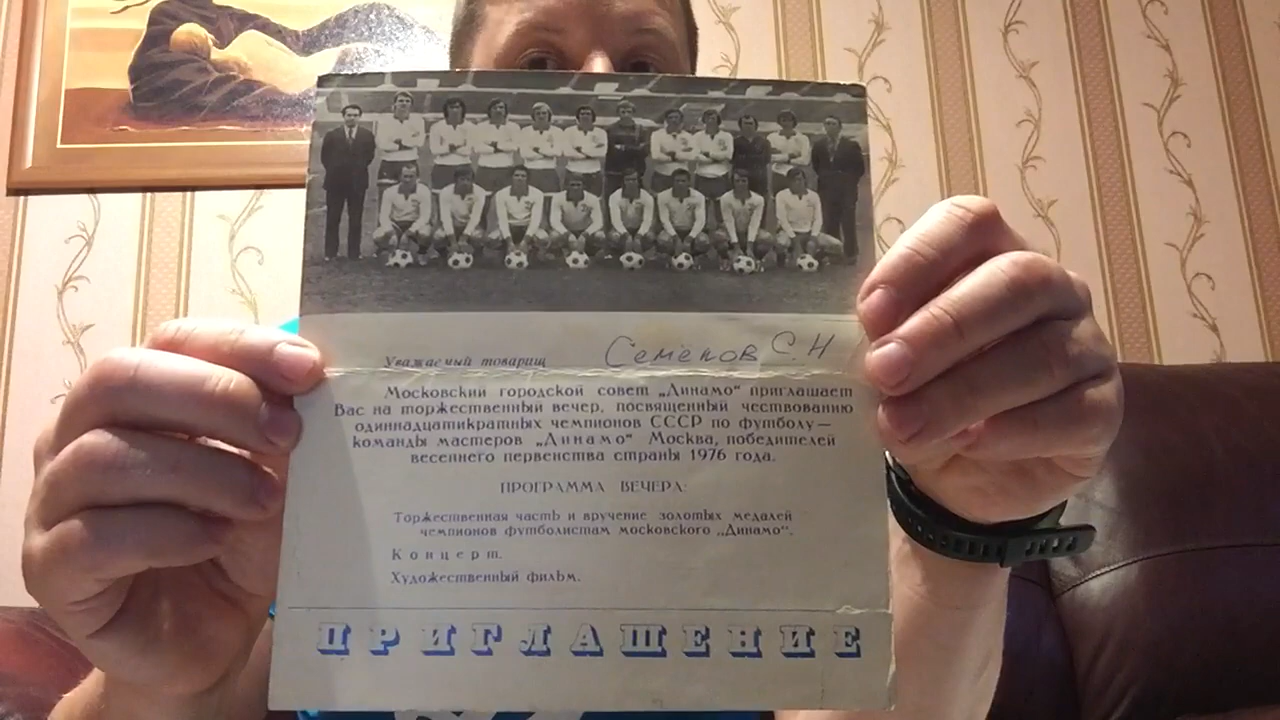 Уважаемый товарищ Семенов С.Н
Московский городской совет „Динамо“ приглашает
Вас на торжественный вечер, посвященный чествованию
одиннадцатикратных чемпионов СССР по футболу —
команды мастеров „Динамо“ Москва, победителей
весеннего первенства страны 1976 года.
ПРОГРАММА ВЕЧЕРА:
Торжественная часть и вручение золотых медалей
чемпионов футболистам московского „Динамо“.
Концерт.
Художественный фильм.
ПРИГЛАШЕНИЕ